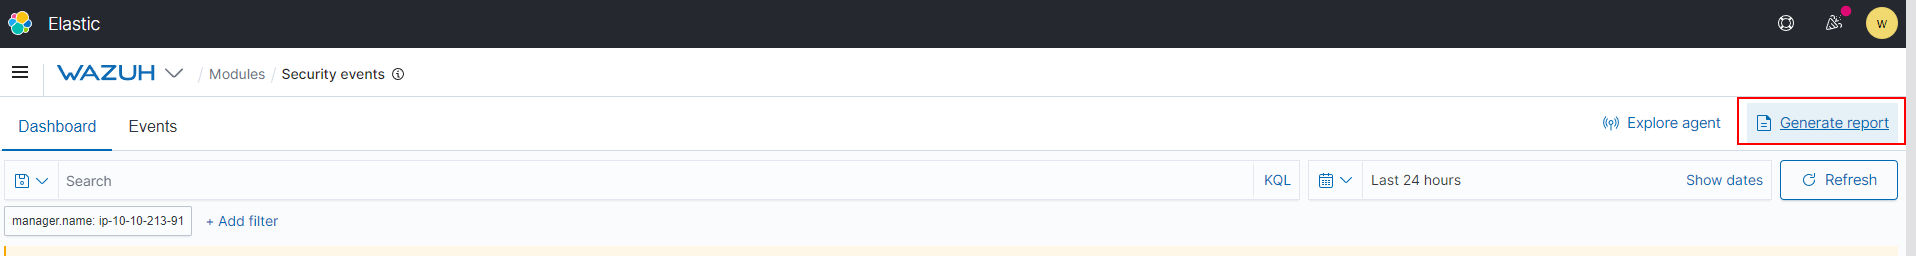 Elastic
W
WAZUH / Modules / Security events
Dashboard Events Explore agent Generate report
Search KQL Last 24 hours Show dates Refresh
manager.name: ip-10-10-213-91 + Add filter